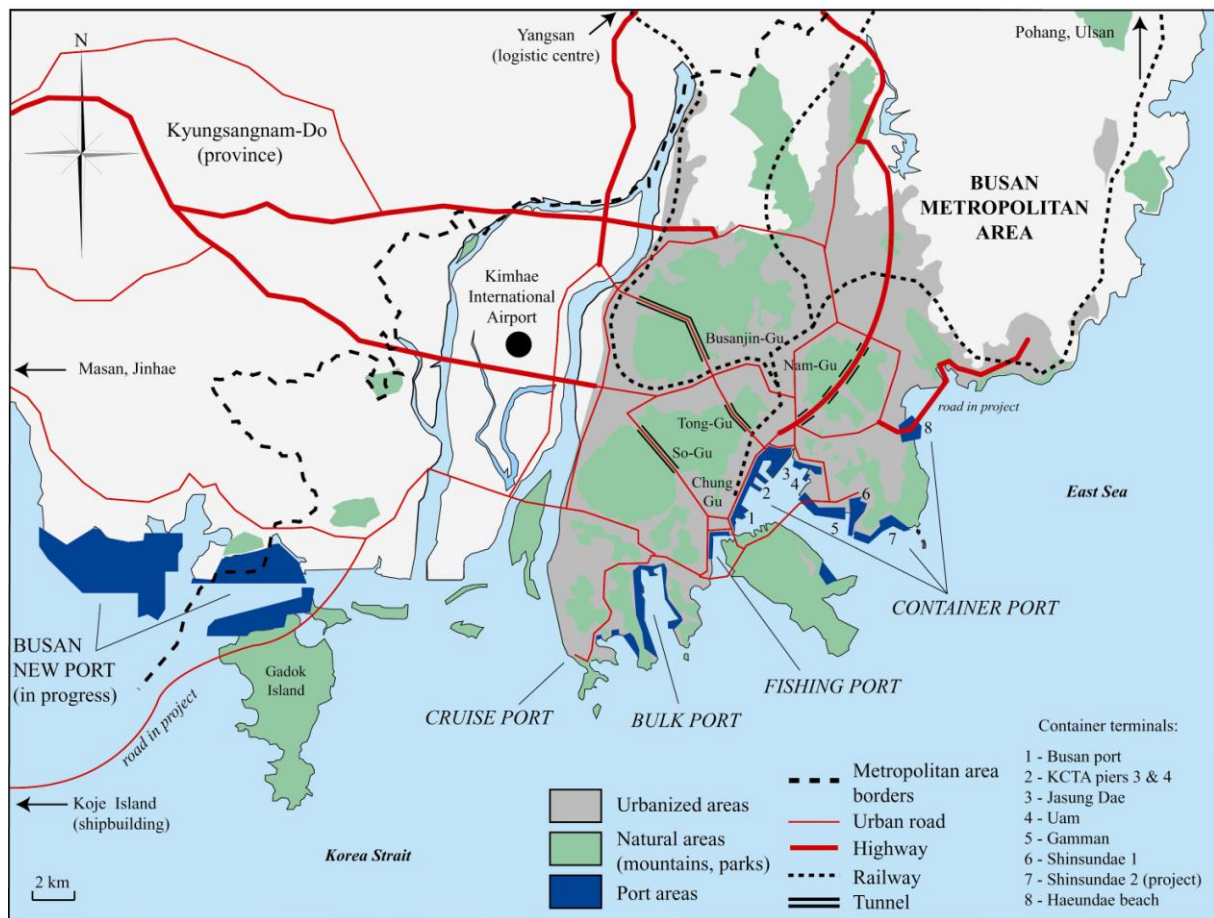 N
Yangsan
(logistic centre)
Pohang, Ulsan
Kyungsangnam-Do
(province)
BUSAN
METROPOLITAN
AREA
Kimhae
International
Airport
Busanjin-Gu
Nam-Gu
Masan, Jinhae
road in project
8
Tong-Gu
So-Gu
Chung
Gu
3
4
2
1
6
5
7
East Sea
CONTAINER PORT
BUSAN
NEW PORT
(in progress)
Gadok
Island
road in project
FISHING PORT
CRUISE PORT
BULK PORT
Koje Island
(shipbuilding)
Korea Strait
2 km
Urbanized areas
Natural areas
(mountains, parks)
Port areas
Metropolitan area
borders
Urban road
Highway
Railway
Tunnel
Container terminals:
1 - Busan port
2 - KCTA piers 3 & 4
3 - Jasung Dae
4 - Uam
5 - Gamman
6 - Shinsundae 1
7 - Shinsundae 2 (project)
8 - Haeundae beach